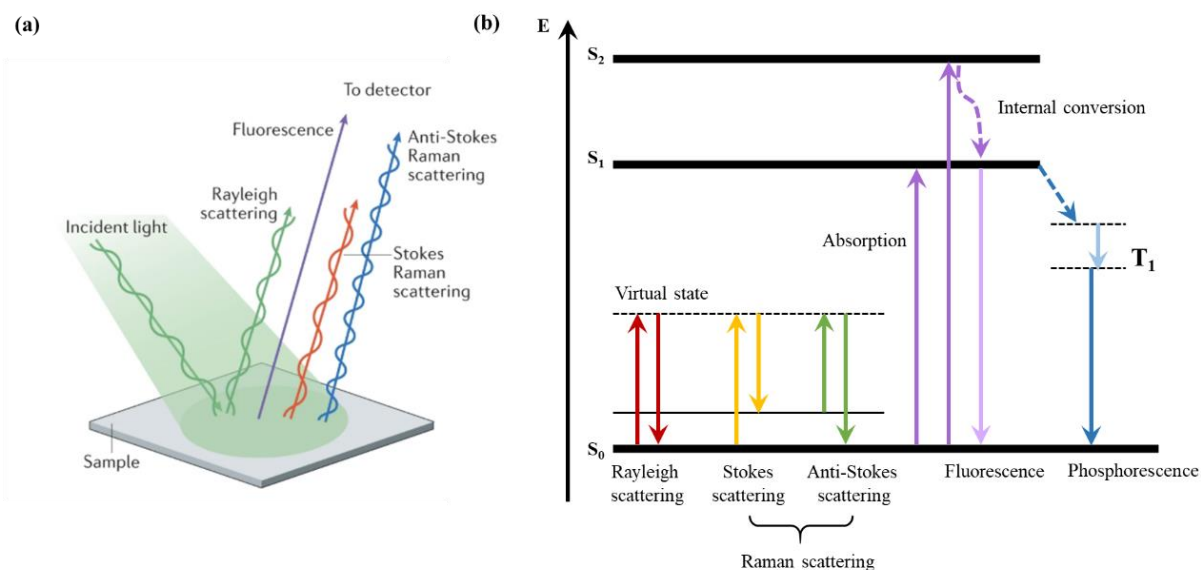 (a)
To detector
Fluorescence
Anti-Stokes
Raman
scattering
Rayleigh
scattering
Incident light
Stokes
Raman
scattering
Sample
(b)
E
S2
Internal conversion
S1
Absorption
T1
Virtual state
S0
Rayleigh
scattering
Stokes
scattering
Anti-Stokes
scattering
Fluorescence
Phosphorescence
Raman scattering